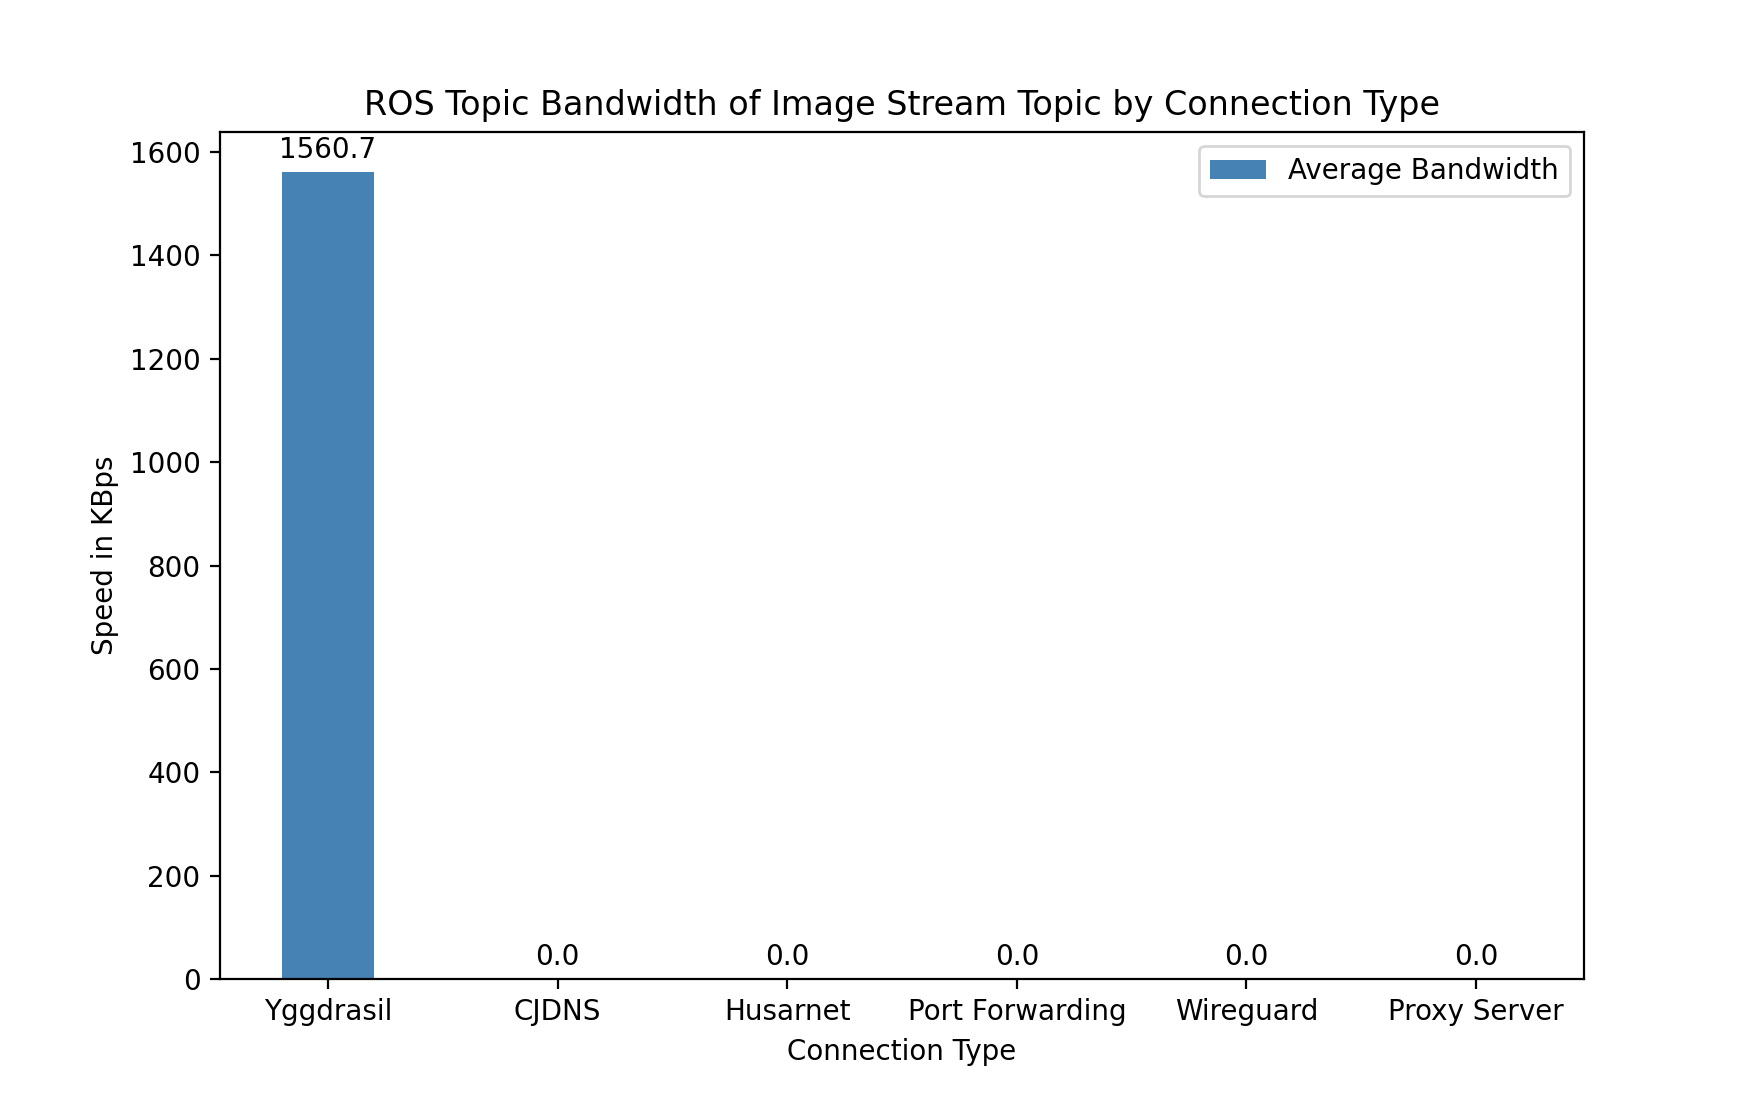 ROS Topic Bandwidth of Image Stream Topic by Connection Type
1560.7
Average Bandwidth
1600
1400
1200
1000
800
600
400
200
0
Speed in KBps
0.0 0.0 0.0 0.0 0.0
Yggdrasil CJDNS Husarnet Port Forwarding Wireguard Proxy Server
Connection Type